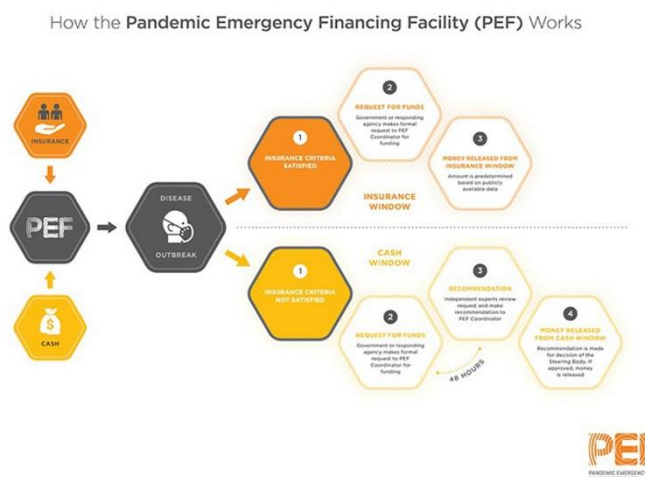 How the Pandemic Emergency Financing Facility (PEF) Works
INSURANCE
PEF
CASH
DISEASE
OUTBREAK
1
INSURANCE CRITERIA
SATISFIED
2
REQUEST FOR FUNDS
Government or responding
agency makes formal
request to PEF
Coordinator for
funding
3
MONEY RELEASED FROM
INSURANCE WINDOW
Amount is predetermined
based on publicly
available data
INSURANCE
WINDOW
CASH
WINDOW
1
INSURANCE CRITERIA
NOT SATISFIED
2
REQUEST FOR FUNDS
Government or responding
agency makes formal
request to PEF
Coordinator for
funding
48 HOURS
3
RECOMMENDATION
Independent experts review
request and make
recommendation to
PEF Coordinator
4
MONEY RELEASED
FROM CASH WINDOW
Recommendation is made
for decision of the
Steering Body. If
approved, money
is released
PE
PANDEMIC EMERGENCY